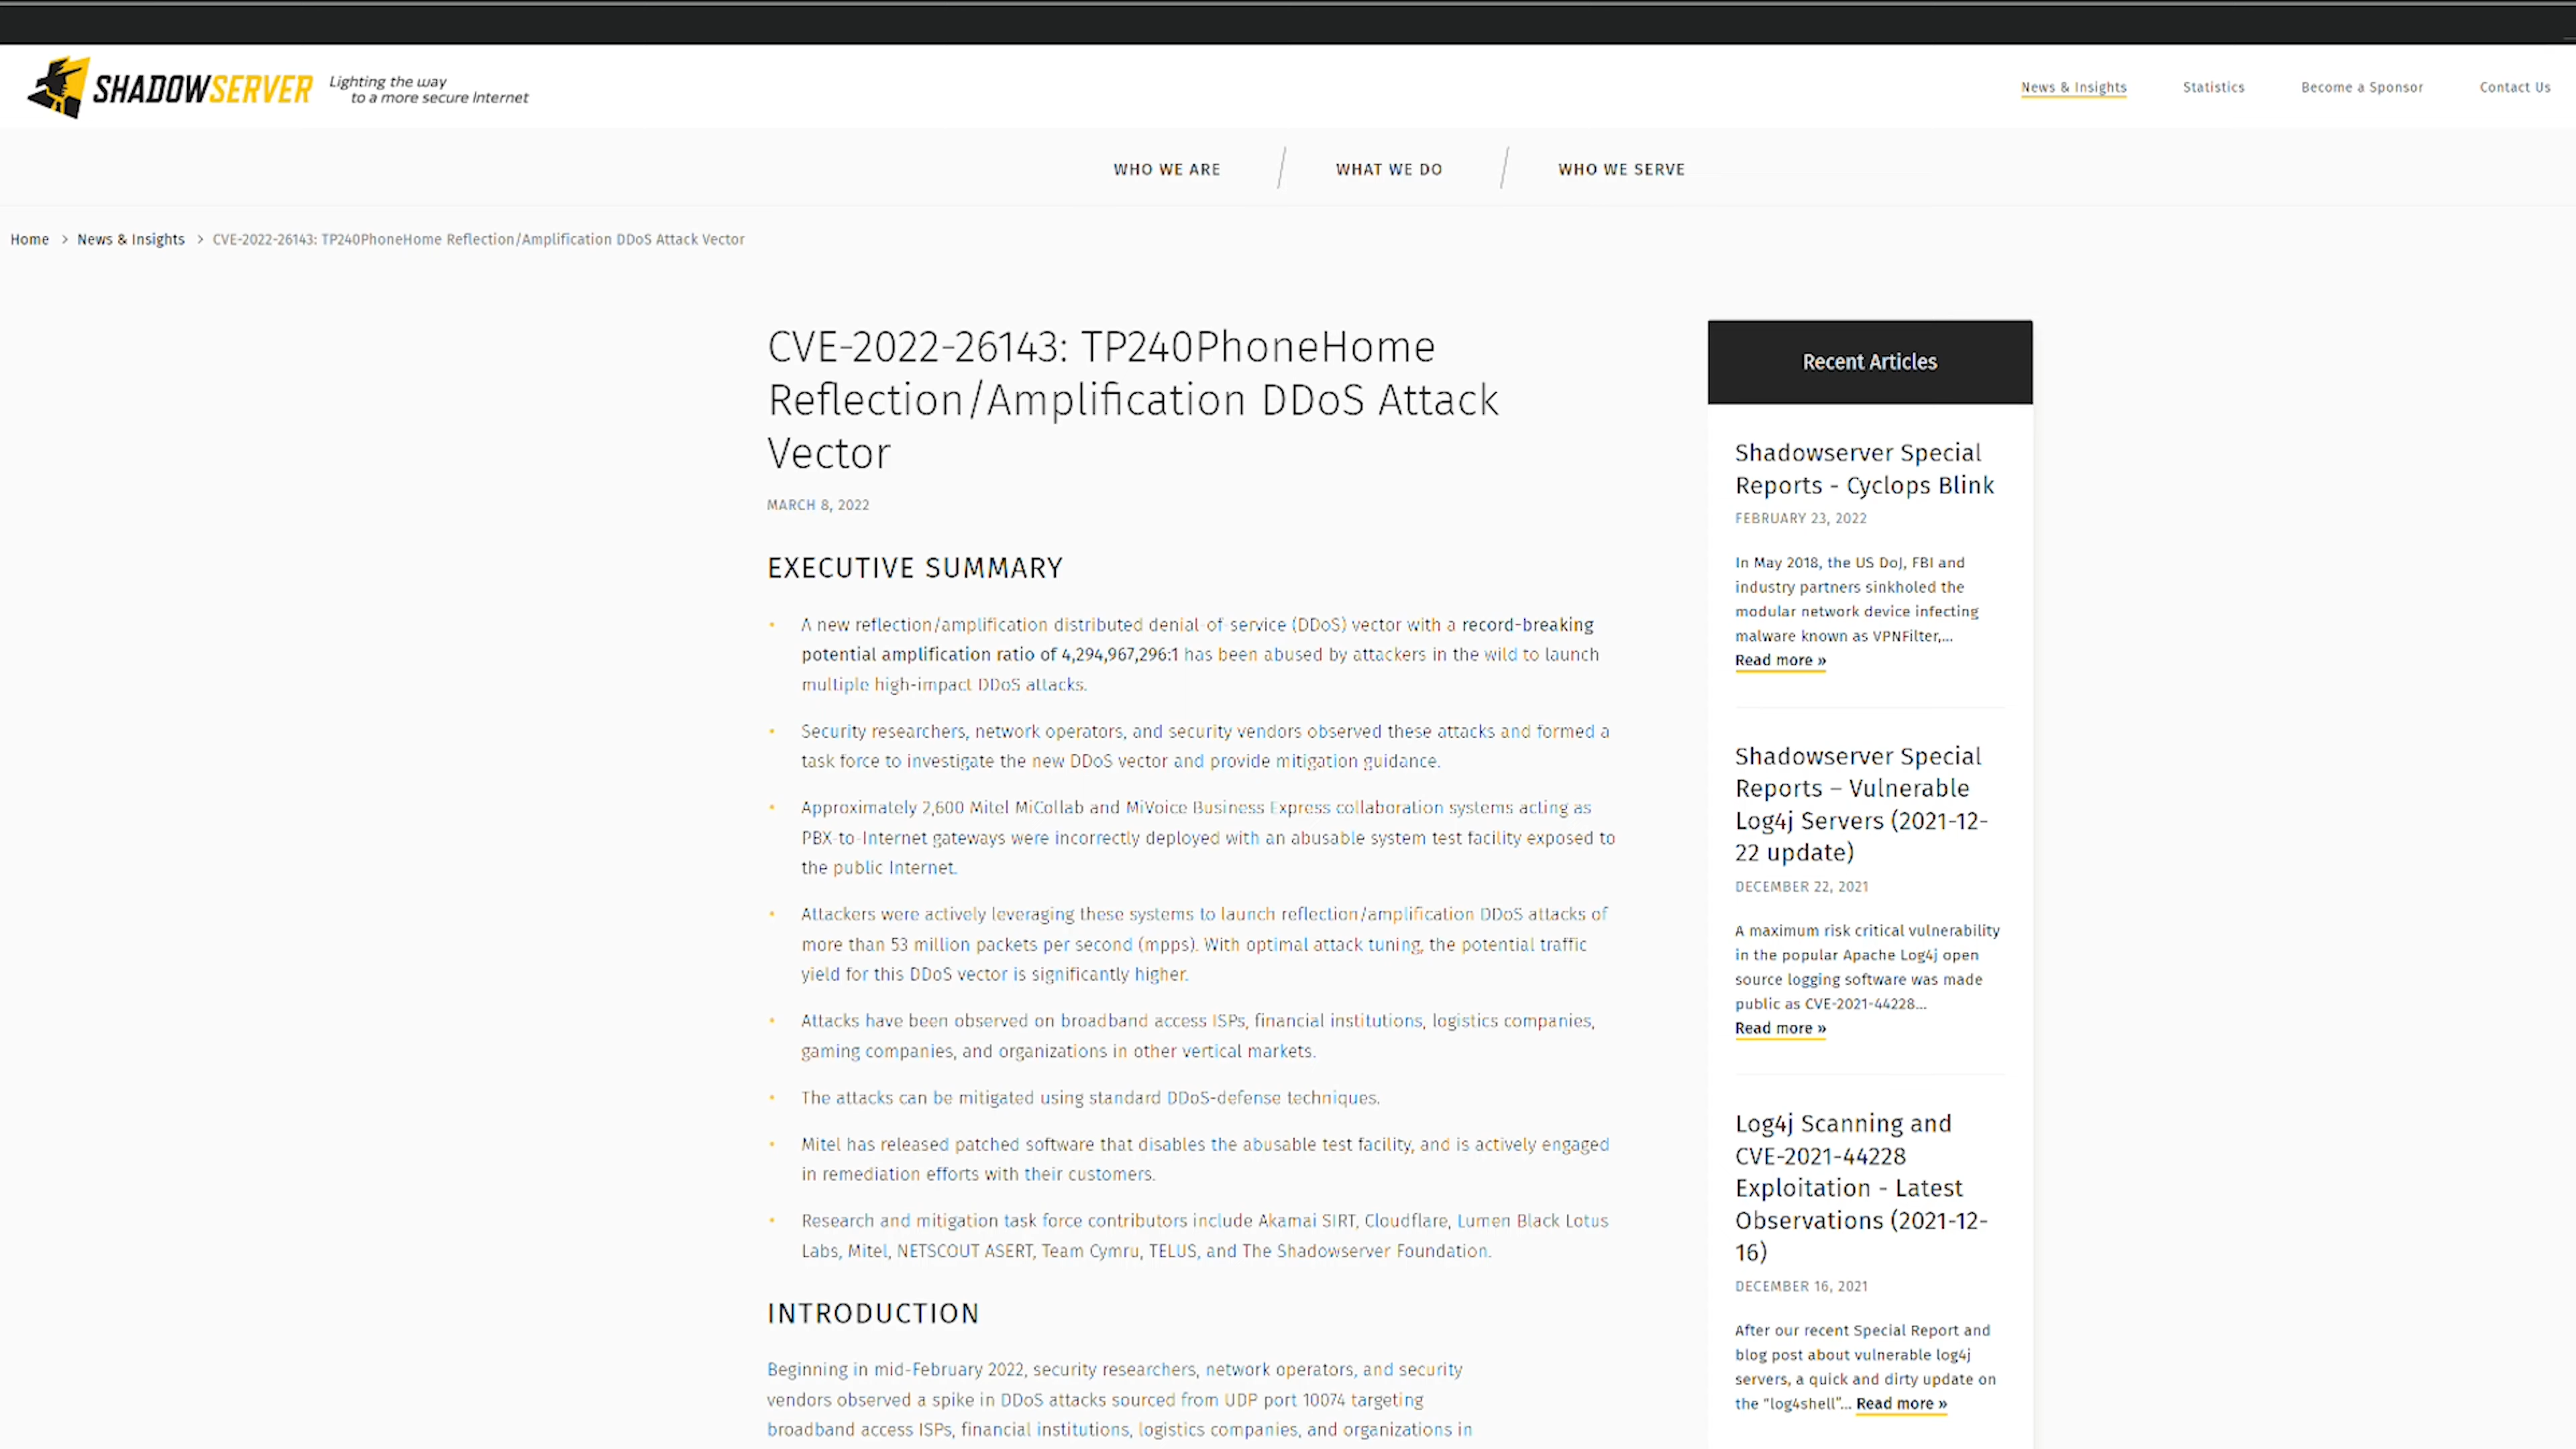 SHADOWSERVER
Lighting the way
to a more secure Internet
News & Insights
Statistics
Become a Sponsor
Contact Us
WHO WE ARE
WHAT WE DO
WHO WE SERVE
Home > News & Insights > CVE-2022-26143: TP240PhoneHome Reflection/Amplification DDoS Attack Vector
CVE-2022-26143: TP240PhoneHome
Reflection/Amplification DDoS Attack
Vector
MARCH 8, 2022
EXECUTIVE SUMMARY
• A new reflection/amplification distributed denial-of-service (DDoS) vector with a record-breaking
potential amplification ratio of 4,294,967,296:1 has been abused by attackers in the wild to launch
multiple high-impact DDoS attacks.
• Security researchers, network operators, and security vendors observed these attacks and formed a
task force to investigate the new DDoS vector and provide mitigation guidance.
• Approximately 2,600 Mitel MiCollab and MiVoice Business Express collaboration systems acting as
PBX-to-Internet gateways were incorrectly deployed with an abusable system test facility exposed to
the public Internet.
• Attackers were actively leveraging these systems to launch reflection/amplification DDoS attacks of
more than 53 million packets per second (mpps). With optimal attack tuning, the potential traffic
yield for this DDoS vector is significantly higher.
• Attacks have been observed on broadband access ISPs, financial institutions, logistics companies,
gaming companies, and organizations in other vertical markets.
• The attacks can be mitigated using standard DDoS-defense techniques.
• Mitel has released patched software that disables the abusable test facility, and is actively engaged
in remediation efforts with their customers.
• Research and mitigation task force contributors include Akamai SIRT, Cloudflare, Lumen Black Lotus
Labs, Mitel, NETSCOUT ASERT, Team Cymru, TELUS, and The Shadowserver Foundation.
INTRODUCTION
Beginning in mid-February 2022, security researchers, network operators, and security
vendors observed a spike in DDoS attacks sourced from UDP port 10074 targeting
broadband access ISPs, financial institutions, logistics companies, and organizations in
Recent Articles
Shadowserver Special
Reports - Cyclops Blink
FEBRUARY 23, 2022
In May 2018, the US DoJ, FBI and
industry partners sinkholed the
modular network device infecting
malware known as VPNFilter,...
Read more »
Shadowserver Special
Reports – Vulnerable
Log4j Servers (2021-12-
22 update)
DECEMBER 22, 2021
A maximum risk critical vulnerability
in the popular Apache Log4j open
source logging software was made
public as CVE-2021-44228...
Read more »
Log4j Scanning and
CVE-2021-44228
Exploitation - Latest
Observations (2021-12-
16)
DECEMBER 16, 2021
After our recent Special Report and
blog post about vulnerable log4j
servers, a quick and dirty update on
the "log4shell"... Read more »